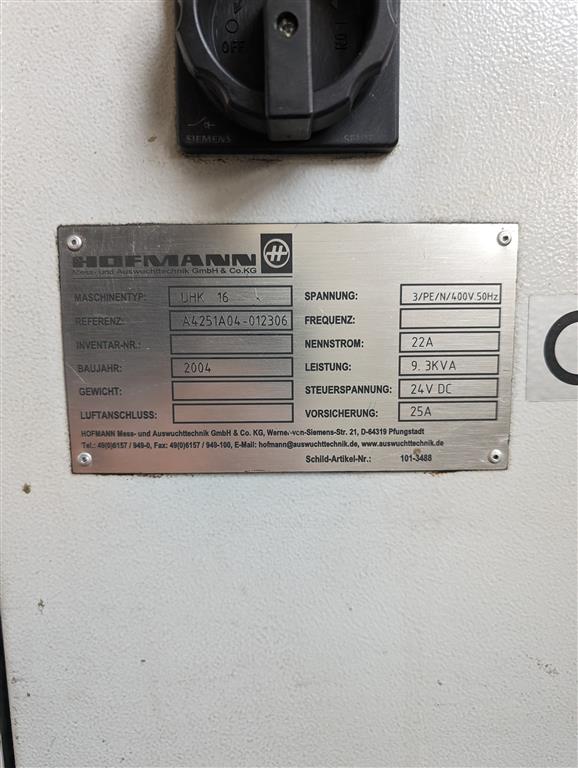 OFF
SIEMENS
HOFMANN
Mess- und Auswuchttechnik GmbH & Co.KG
MASCHINENTYP: UHK 16
REFERENZ: A4251A04-012306
INVENTAR-NR.:
BAUJAHR: 2004
GEWICHT:
LUFTANSCHLUSS:
SPANNUNG: 3/PE/N/400V.50Hz
FREQUENZ:
NENNSTROM: 22A
LEISTUNG: 9.3KVA
STEUERSPANNUNG: 24V DC
VORSICHERUNG: 25A
HOFMANN Mess- und Auswuchttechnik GmbH & Co. KG, Werner-von-Siemens-Str. 21, D-64319 Pfungstadt
Tel.: 49(0)6157 / 949-0, Fax: 49(0)6157 / 949-100, E-Mail: hofmann@auswuchttechnik.de, www.auswuchttechnik.de
Schild-Artikel-Nr.: 101-3488